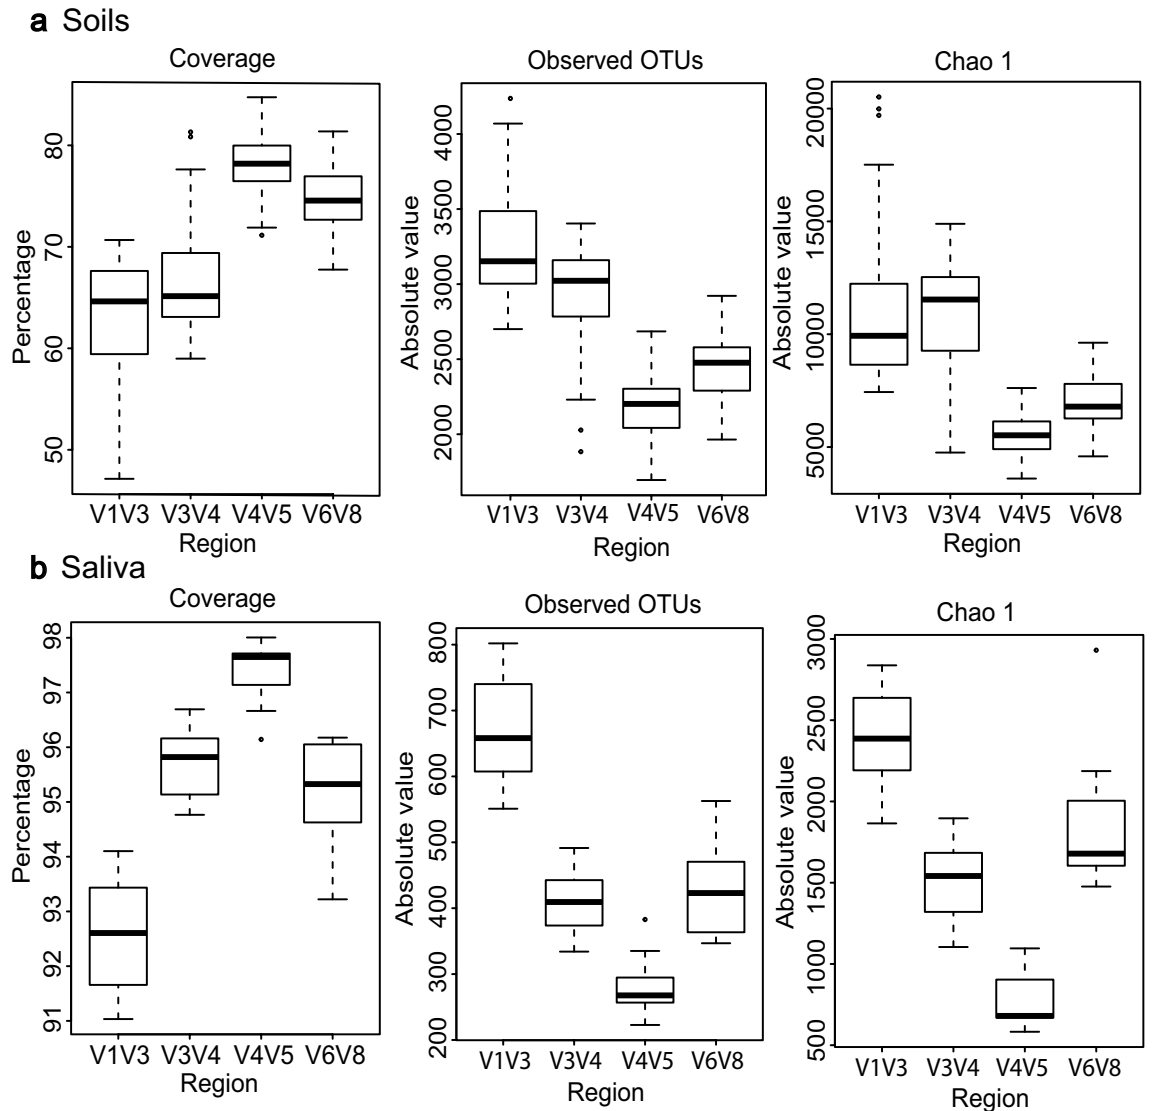 a Soils
Coverage
Observed OTUs
Chao 1
Percentage
50
60
70
80
V1V3 V3V4 V4V5 V6V8
Region
Absolute value
2000
2500
3000
3500
4000
V1V3 V3V4 V4V5 V6V8
Region
Absolute value
5000
10000
15000
20000
V1V3 V3V4 V4V5 V6V8
Region
b Saliva
Coverage
Observed OTUs
Chao 1
Percentage
91
92
93
94
95
96
97
98
V1V3 V3V4 V4V5 V6V8
Region
Absolute value
200
300
400
500
600
700
800
V1V3 V3V4 V4V5 V6V8
Region
Absolute value
500
1000
1500
2000
2500
3000
V1V3 V3V4 V4V5 V6V8
Region